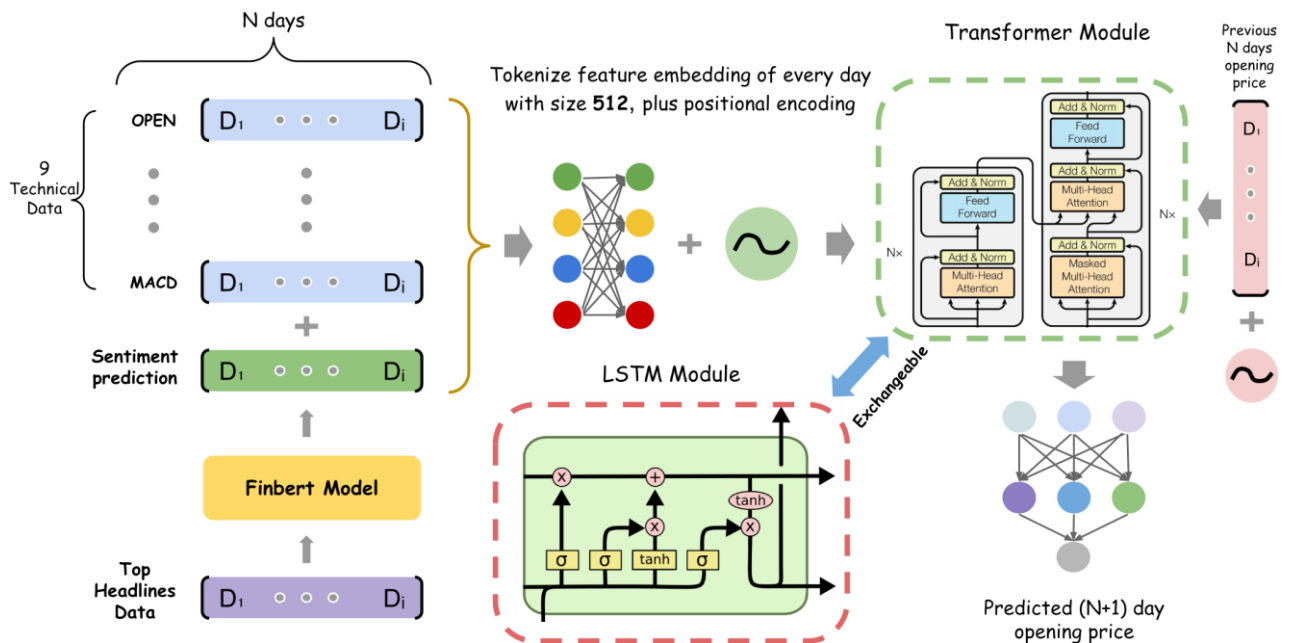 N days
OPEN
D₁
Dᵢ
9
Technical
Data
MACD
D₁
Dᵢ
+
Sentiment
prediction
D₁
Dᵢ
Finbert Model
Top
Headlines
Data
D₁
Dᵢ
Tokenize feature embedding of every day
with size 512, plus positional encoding
+
LSTM Module
x
+
tanh
x
x
σ
σ
tanh
σ
Exchangeable
Transformer Module
Add & Norm
Feed
Forward
Add & Norm
Multi-Head
Attention
N×
Add & Norm
Feed
Forward
Add & Norm
Multi-Head
Attention
Add & Norm
Masked
Multi-Head
Attention
N×
Previous
N days
opening
price
D₁
Dᵢ
+
Predicted (N+1) day
opening price